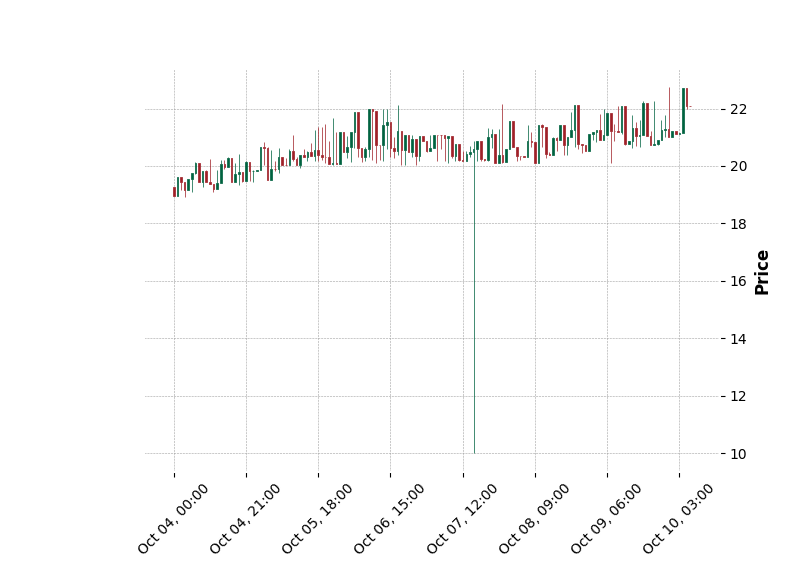 22
20
18
16
14
12
10
Price
Oct 04, 00:00
Oct 04, 21:00
Oct 05, 18:00
Oct 06, 15:00
Oct 07, 12:00
Oct 08, 09:00
Oct 09, 06:00
Oct 10, 03:00